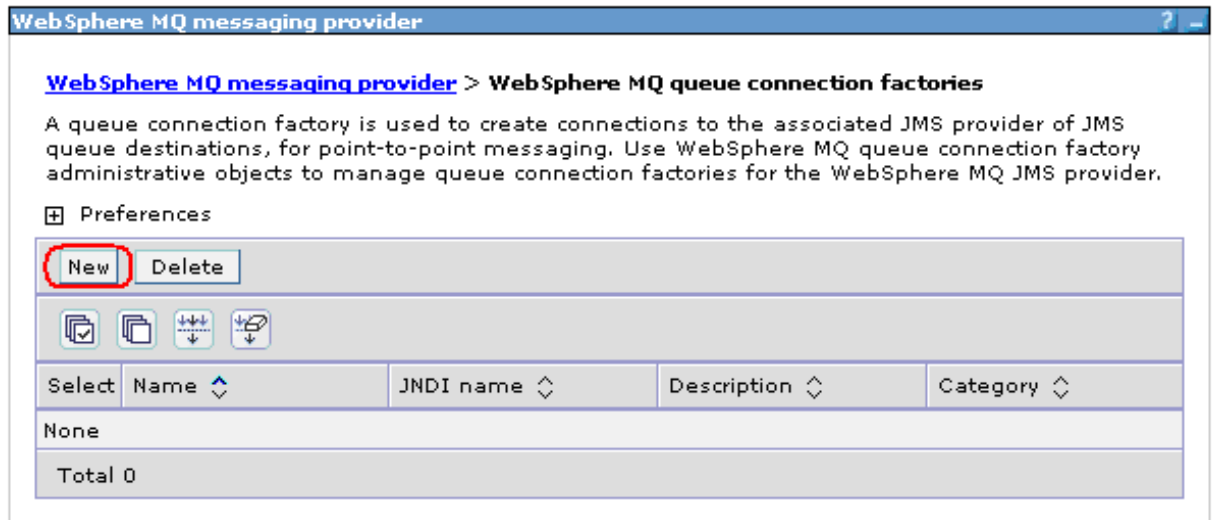 WebSphere MQ messaging provider ? _
WebSphere MQ messaging provider > WebSphere MQ queue connection factories
A queue connection factory is used to create connections to the associated JMS provider of JMS
queue destinations, for point-to-point messaging. Use WebSphere MQ queue connection factory
administrative objects to manage queue connection factories for the WebSphere MQ JMS provider.
Preferences
New Delete
Select Name JNDI name Description Category
None
Total 0